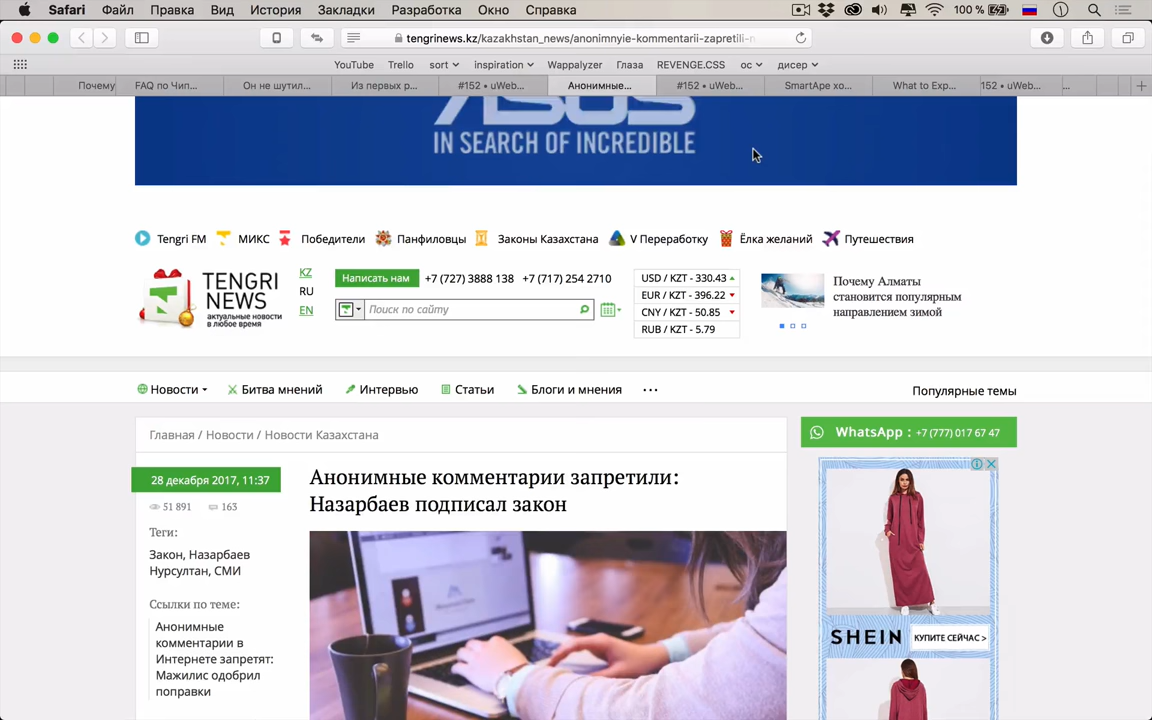 Safari Файл Правка Вид История Закладки Разработка Окно Справка 100 %
tengrinews.kz/kazakhstan_news/anonimnyie-kommentarii-zapretili-n
YouTube Trello sort inspiration Wappalyzer Глаза REVENGE.CSS ос дисер
Почему FAQ по Чип... Он не шутил... Из первых р... #152 • uWeb... Анонимные... #152 • uWeb... SmartApe хо... What to Exp... 152 • uWeb... ...
ASUS
IN SEARCH OF INCREDIBLE
Tengri FM МИКС Победители Панфиловцы Законы Казахстана V Преработку Ёлка желаний Путешествия
TENGRI
NEWS
актуальные новости
в любое время
KZ
RU
EN
Написать нам +7 (727) 3888 138 +7 (717) 254 2710
Поиск по сайту
USD / KZT - 330.43
EUR / KZT - 396.22
CNY / KZT - 50.85
RUB / KZT - 5.79
Почему Алматы
становится популярным
направлением зимой
Новости Битва мнений Интервью Статьи Блоги и мнения ... Популярные темы
Главная / Новости / Новости Казахстана
WhatsApp : +7 (777) 017 67 47
28 декабря 2017, 11:37
51 891 163
Теги:
Закон, Назарбаев
Нурсултан, СМИ
Ссылки по теме:
Анонимные
комментарии в
Интернете запретят:
Мажилис одобрил
поправки
Анонимные комментарии запретили:
Назарбаев подписал закон
SHEIN КУПИТЕ СЕЙЧАС >